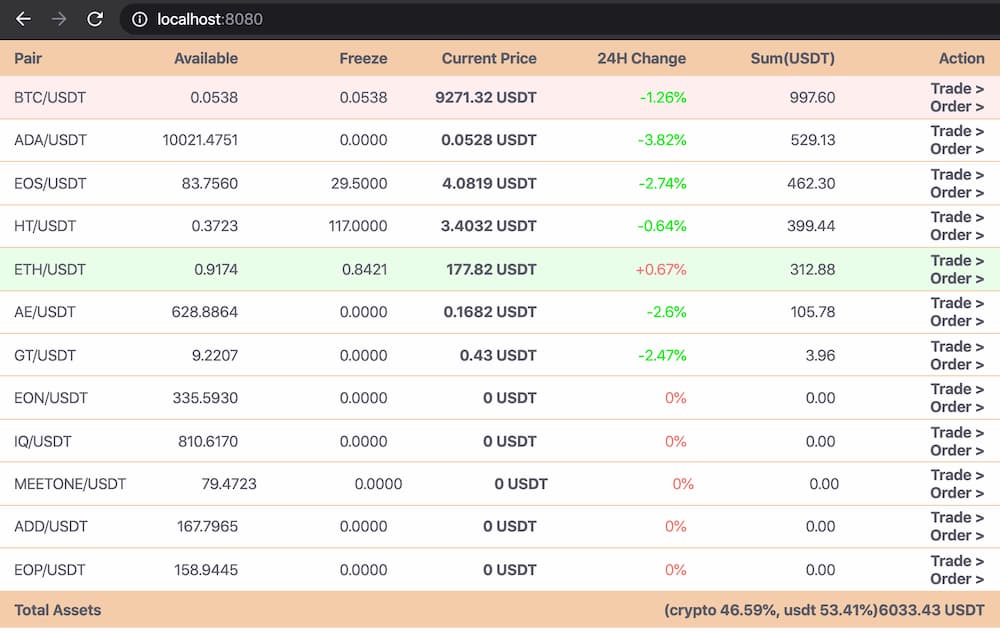 localhost:8080
Pair Available Freeze Current Price 24H Change Sum(USDT) Action
BTC/USDT 0.0538 0.0538 9271.32 USDT -1.26% 997.60 Trade >
Order >
ADA/USDT 10021.4751 0.0000 0.0528 USDT -3.82% 529.13 Trade >
Order >
EOS/USDT 83.7560 29.5000 4.0819 USDT -2.74% 462.30 Trade >
Order >
HT/USDT 0.3723 117.0000 3.4032 USDT -0.64% 399.44 Trade >
Order >
ETH/USDT 0.9174 0.8421 177.82 USDT +0.67% 312.88 Trade >
Order >
AE/USDT 628.8864 0.0000 0.1682 USDT -2.6% 105.78 Trade >
Order >
GT/USDT 9.2207 0.0000 0.43 USDT -2.47% 3.96 Trade >
Order >
EON/USDT 335.5930 0.0000 0 USDT 0% 0.00 Trade >
Order >
IQ/USDT 810.6170 0.0000 0 USDT 0% 0.00 Trade >
Order >
MEETONE/USDT 79.4723 0.0000 0 USDT 0% 0.00 Trade >
Order >
ADD/USDT 167.7965 0.0000 0 USDT 0% 0.00 Trade >
Order >
EOP/USDT 158.9445 0.0000 0 USDT 0% 0.00 Trade >
Order >
Total Assets (crypto 46.59%, usdt 53.41%)6033.43 USDT